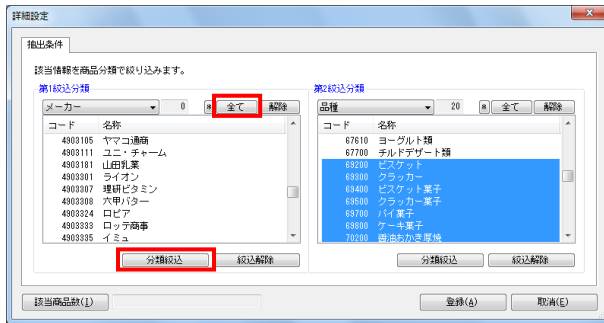 詳細設定
抽出条件
該当情報を商品分類で絞り込みます。
第1絞込分類
メーカー 0 * 全て 解除
コード 名称
4903105 ヤマコ通商
4903111 ユニ・チャーム
4903181 山田乳業
4903301 ライオン
4903307 理研ビタミン
4903308 六甲バター
4903324 ロピア
4903333 ロッテ商事
4903335 イミュ
分類絞込 絞込解除
第2絞込分類
品種 20 * 全て 解除
コード 名称
67610 ヨーグルト類
67700 チルドデザート類
69200 ビスケット
69300 クラッカー
69400 ビスケット菓子
69500 クラッカー菓子
69700 パイ菓子
69800 ケーキ菓子
70200 醤油おかき厚焼
分類絞込 絞込解除
該当商品数(I) 登録(A) 取消(E)